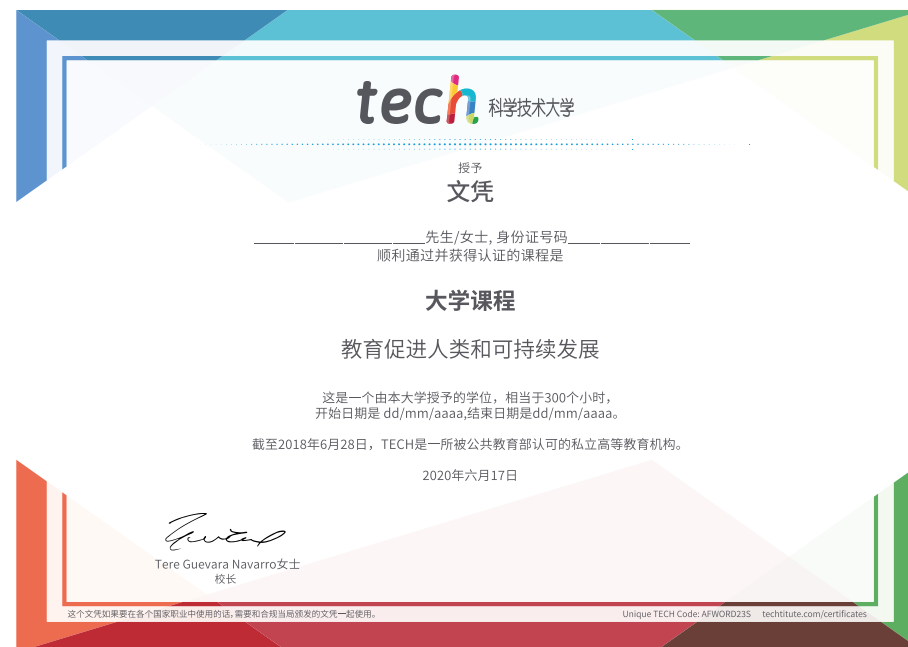 tech 科学技术大学
授予
文凭
______________________先生/女士, 身份证号码_______________
顺利通过并获得认证的课程是
大学课程
教育促进人类和可持续发展
这是一个由本大学授予的学位，相当于300个小时，
开始日期是 dd/mm/aaaa,结束日期是dd/mm/aaaa。
截至2018年6月28日，TECH是一所被公共教育部认可的私立高等教育机构。
2020年六月17日
Tere Guevara Navarro女士
校长
这个文凭如果要在各个国家职业中使用的话,需要和合规当局颁发的文凭一起使用。
Unique TECH Code: AFWORD23S techtitute.com/certificates